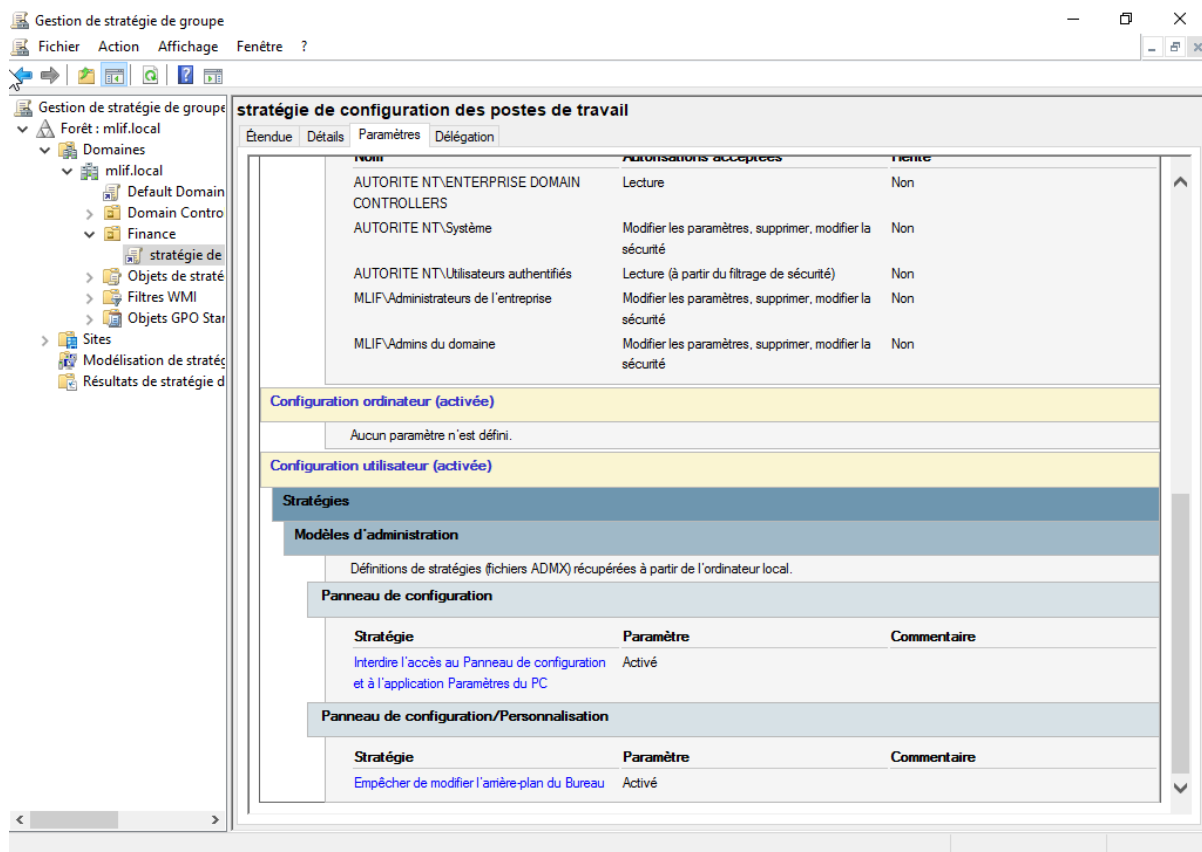 Gestion de stratégie de groupe
Fichier Action Affichage Fenêtre ?
Gestion de stratégie de groupe
Forêt : mlif.local
Domaines
mlif.local
Default Domain
Domain Contro
Finance
stratégie de
Objets de straté
Filtres WMI
Objets GPO Star
Sites
Modélisation de stratég
Résultats de stratégie d
stratégie de configuration des postes de travail
Étendue Détails Paramètres Délégation
Nom Autorisations acceptées Hérité
AUTORITE NT\ENTERPRISE DOMAIN Lecture Non
CONTROLLERS
AUTORITE NT\Système Modifier les paramètres, supprimer, modifier la Non
sécurité
AUTORITE NT\Utilisateurs authentifiés Lecture (à partir du filtrage de sécurité) Non
MLIF\Administrateurs de l'entreprise Modifier les paramètres, supprimer, modifier la Non
sécurité
MLIF\Admins du domaine Modifier les paramètres, supprimer, modifier la Non
sécurité
Configuration ordinateur (activée)
Aucun paramètre n'est défini.
Configuration utilisateur (activée)
Stratégies
Modèles d'administration
Définitions de stratégies (fichiers ADMX) récupérées à partir de l'ordinateur local.
Panneau de configuration
Stratégie Paramètre Commentaire
Interdire l'accès au Panneau de configuration Activé
et à l'application Paramètres du PC
Panneau de configuration/Personnalisation
Stratégie Paramètre Commentaire
Empêcher de modifier l'arrière-plan du Bureau Activé